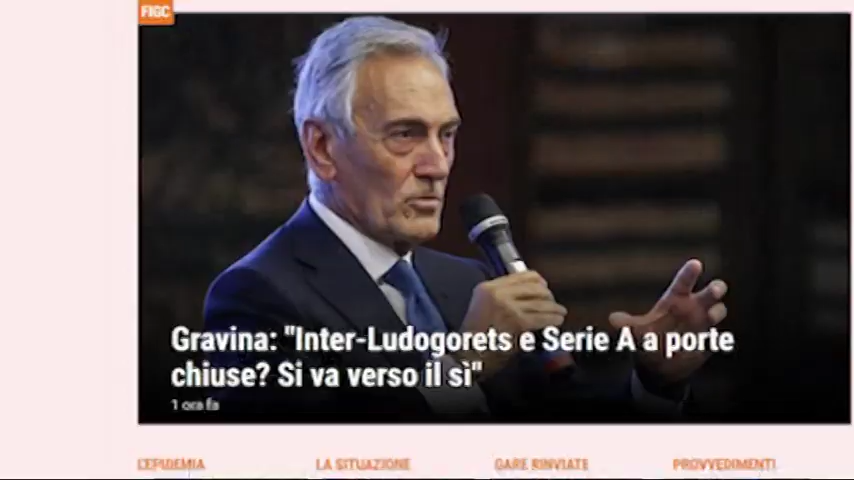 FIGC
Gravina: "Inter-Ludogorets e Serie A a porte
chiuse? Si va verso il sì"
1 ora fa
L'EPIDEMIA
LA SITUAZIONE
GARE RINVIATE
PROVVEDIMENTI